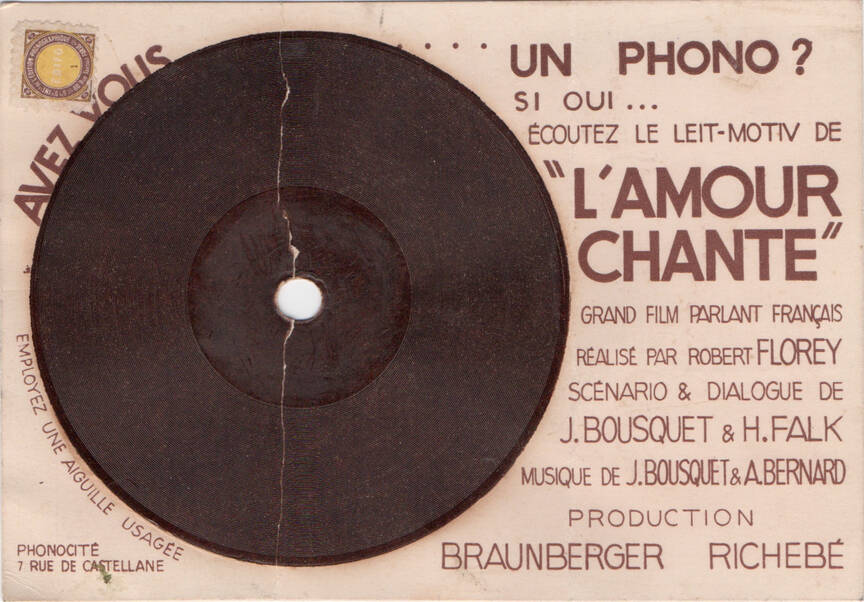 AVEZ VOUS
.... UN PHONO ?
SI OUI ...
ÉCOUTEZ LE LEIT-MOTIV DE
"L'AMOUR
CHANTE"
GRAND FILM PARLANT FRANÇAIS
RÉALISÉ PAR ROBERT FLOREY
SCÉNARIO & DIALOGUE DE
J. BOUSQUET & H. FALK
MUSIQUE DE J. BOUSQUET & A. BERNARD
PRODUCTION
BRAUNBERGER RICHEBÉ
EMPLOYEZ UNE AIGUILLE USAGÉE
PHONOCITÉ
7 RUE DE CASTELLANE